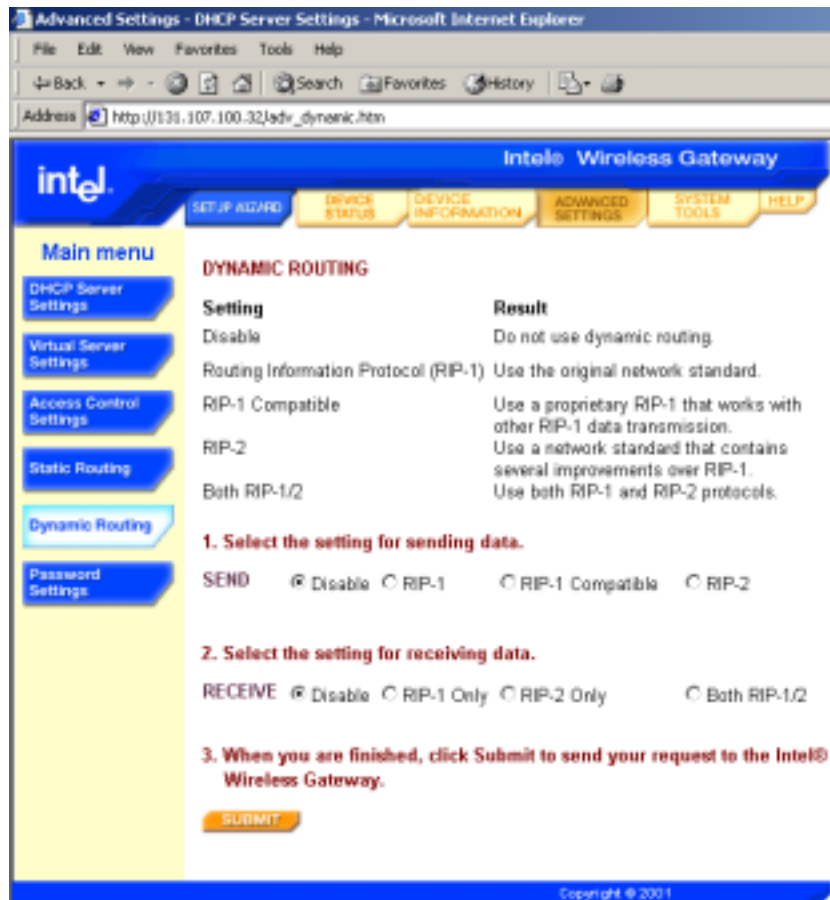 Advanced Settings - DHCP Server Settings - Microsoft Internet Explorer
File Edit View Favorites Tools Help
Back Search Favorites History
Address http://131.107.100.32/adv_dynamic.htm
intel.
Intel® Wireless Gateway
SETUP WIZARD DEVICE STATUS DEVICE INFORMATION ADVANCED SETTINGS SYSTEM TOOLS HELP
Main menu
DHCP Server
Settings
Virtual Server
Settings
Access Control
Settings
Static Routing
Dynamic Routing
Password
Settings
DYNAMIC ROUTING
Setting Result
Disable Do not use dynamic routing.
Routing Information Protocol (RIP-1) Use the original network standard.
RIP-1 Compatible Use a proprietary RIP-1 that works with
other RIP-1 data transmission.
RIP-2 Use a network standard that contains
several improvements over RIP-1.
Both RIP-1/2 Use both RIP-1 and RIP-2 protocols.
1. Select the setting for sending data.
SEND Disable RIP-1 RIP-1 Compatible RIP-2
2. Select the setting for receiving data.
RECEIVE Disable RIP-1 Only RIP-2 Only Both RIP-1/2
3. When you are finished, click Submit to send your request to the Intel®
Wireless Gateway.
SUBMIT
Copyright © 2001